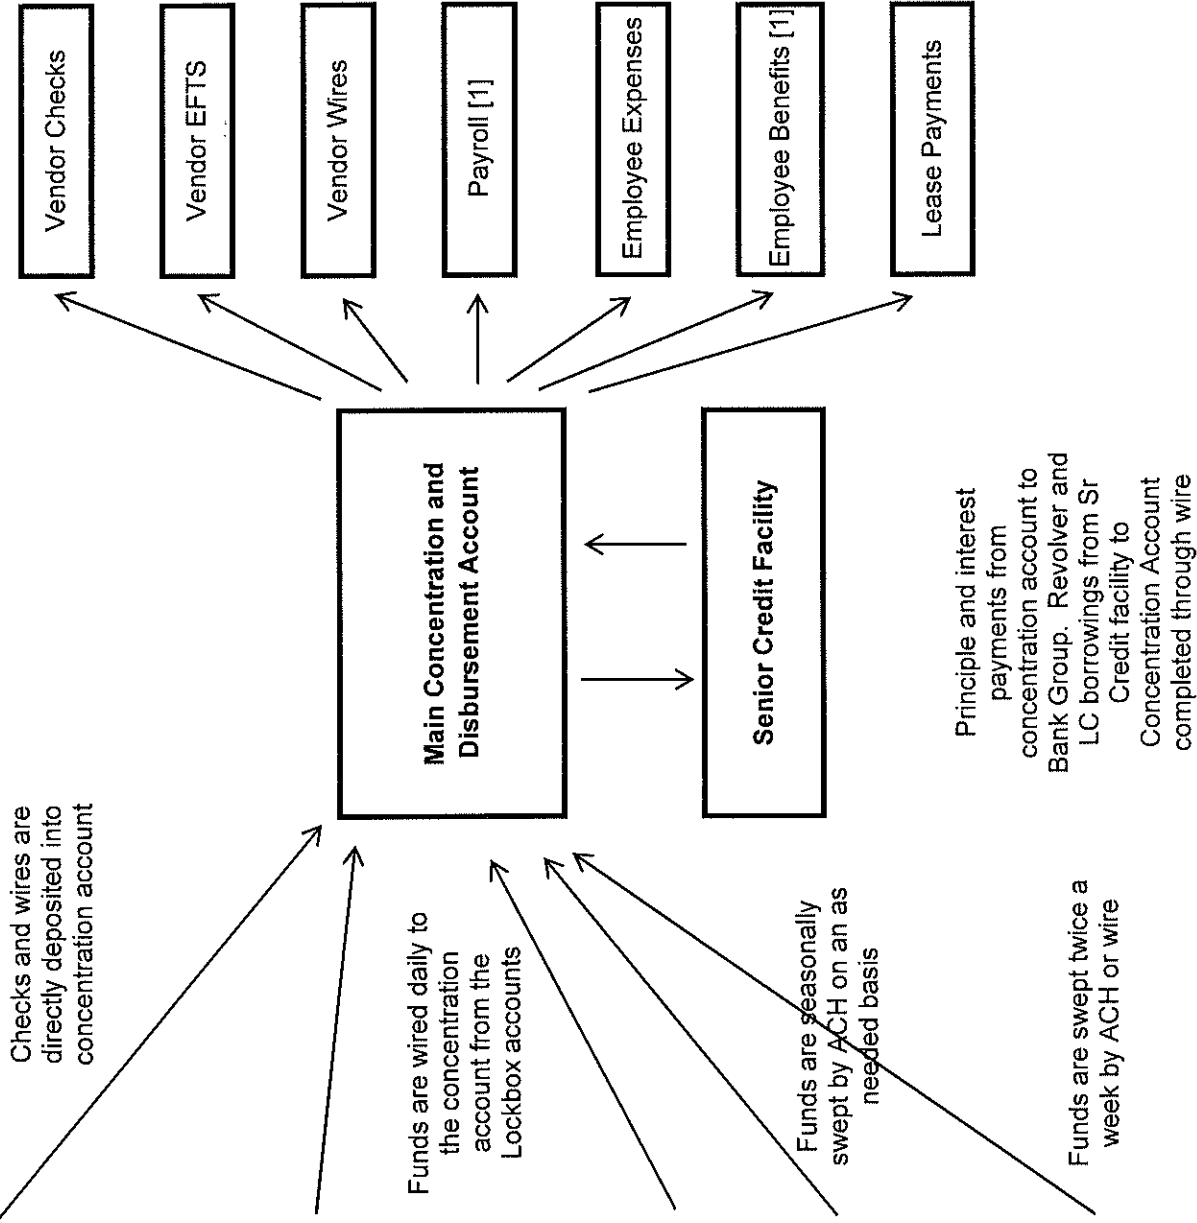 Checks and wires are
directly deposited into
concentration account
Funds are wired daily to
the concentration
account from the
Lockbox accounts
Funds are seasonally
swept by ACH on an as
needed basis
Funds are swept twice a
week by ACH or wire
Main Concentration and
Disbursement Account
Senior Credit Facility
Principle and interest
payments from
concentration account to
Bank Group. Revolver and
LC borrowings from Sr
Credit facility to
Concentration Account
completed through wire
Vendor Checks
Vendor EFTS
Vendor Wires
Payroll [1]
Employee Expenses
Employee Benefits [1]
Lease Payments